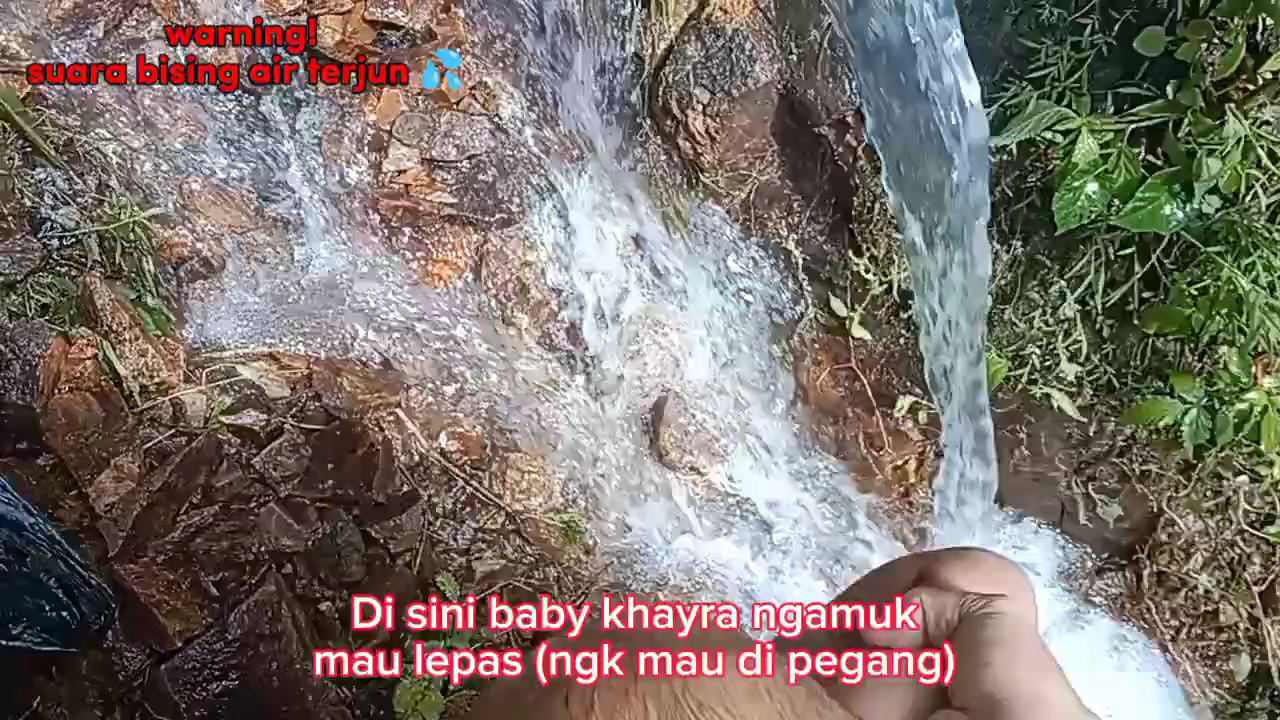 warning!
suara bising air terjun 💦
Di sini baby khayra ngamuk
mau lepas (ngk mau di pegang)